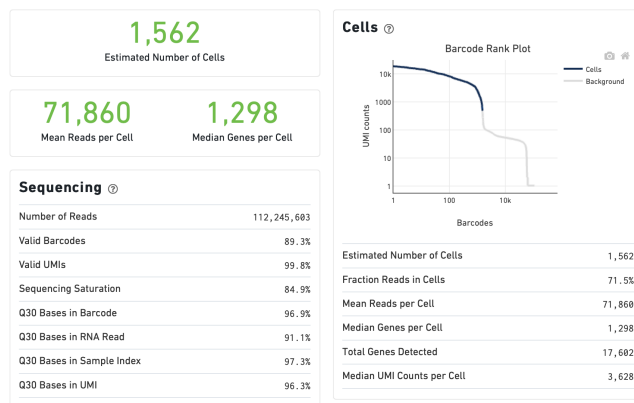 1,562
Estimated Number of Cells
71,860
Mean Reads per Cell
1,298
Median Genes per Cell
Sequencing ?
Number of Reads 112,245,603
Valid Barcodes 89.3%
Valid UMIs 99.8%
Sequencing Saturation 84.9%
Q30 Bases in Barcode 96.9%
Q30 Bases in RNA Read 91.1%
Q30 Bases in Sample Index 97.3%
Q30 Bases in UMI 96.3%
Cells ?
Barcode Rank Plot
Cells
Background
UMI counts
10k
1000
100
10
1
1 100 10k
Barcodes
Estimated Number of Cells 1,562
Fraction Reads in Cells 71.5%
Mean Reads per Cell 71,860
Median Genes per Cell 1,298
Total Genes Detected 17,602
Median UMI Counts per Cell 3,628